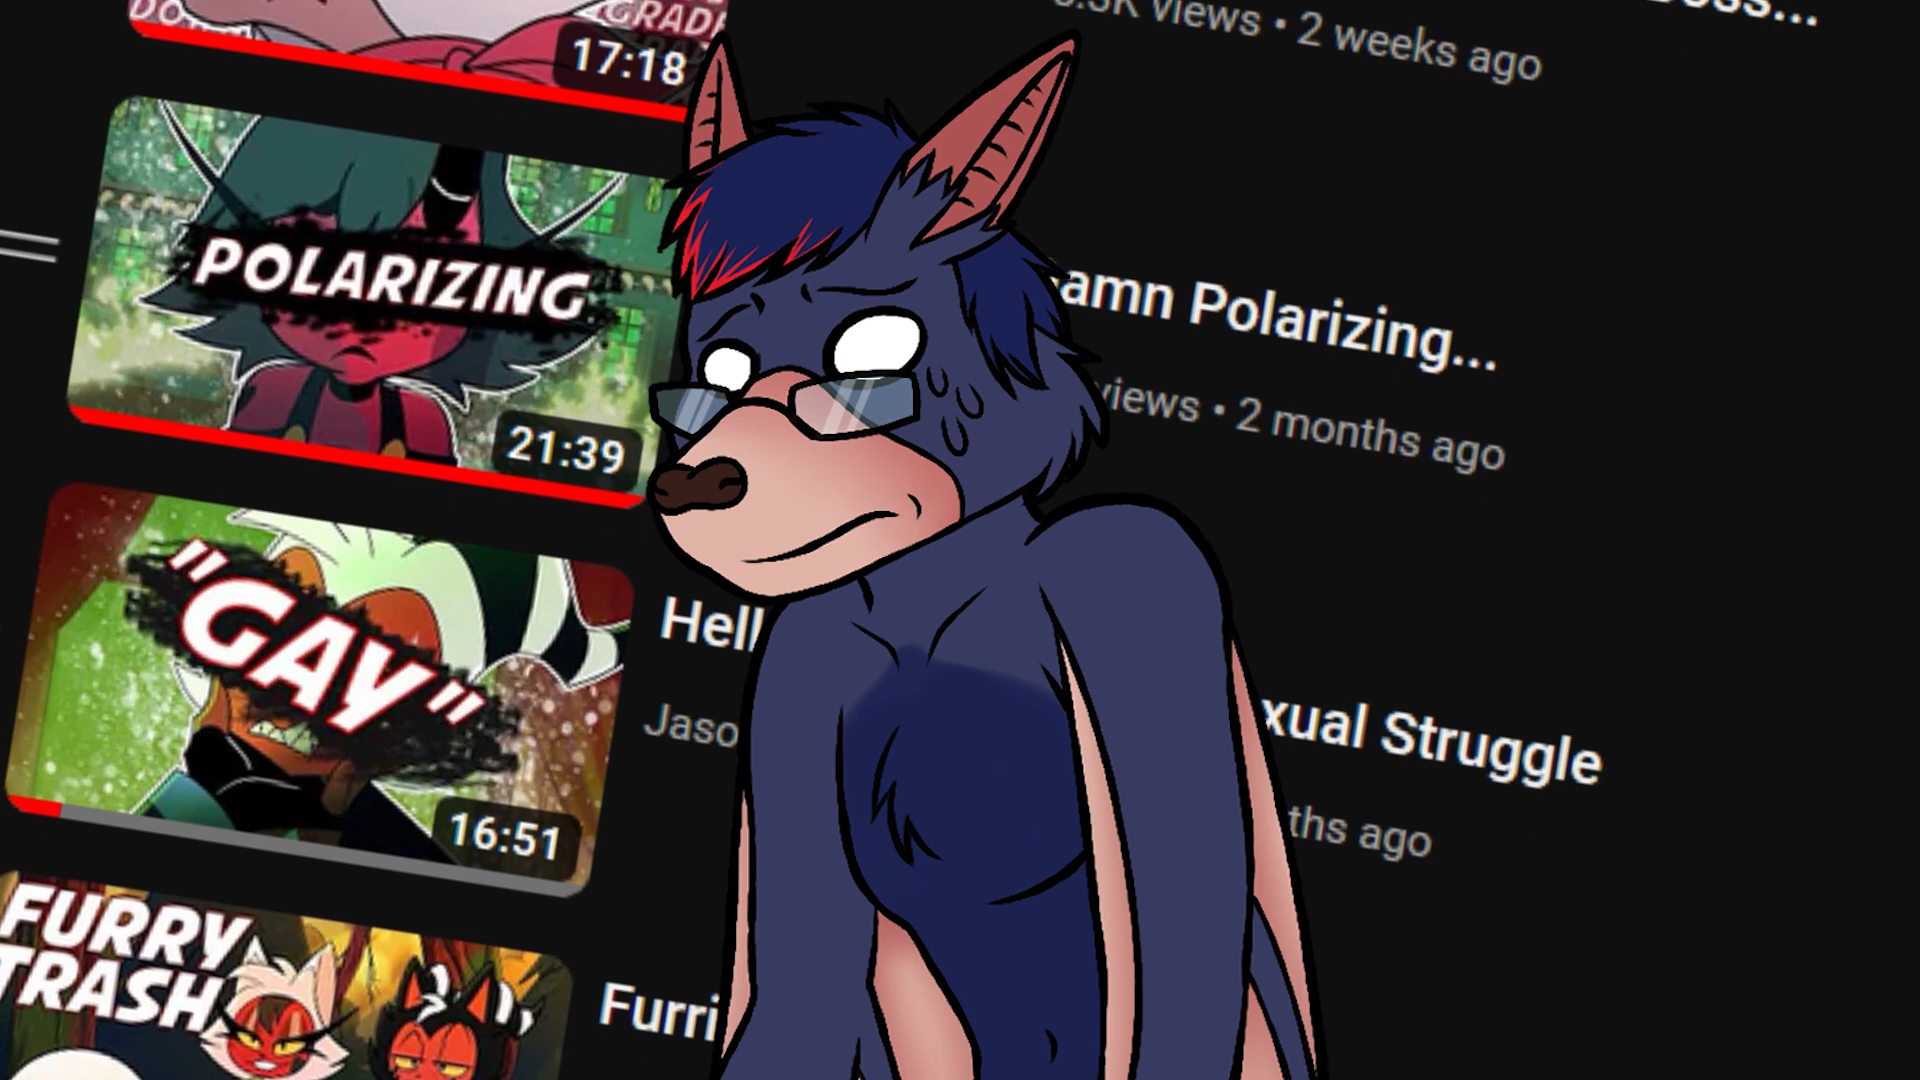 17:18
views • 2 weeks ago
POLARIZING
21:39
amn Polarizing...
views • 2 months ago
"GAY"
16:51
Hell
xual Struggle
Jaso
ths ago
FURRY
TRASH
Furri